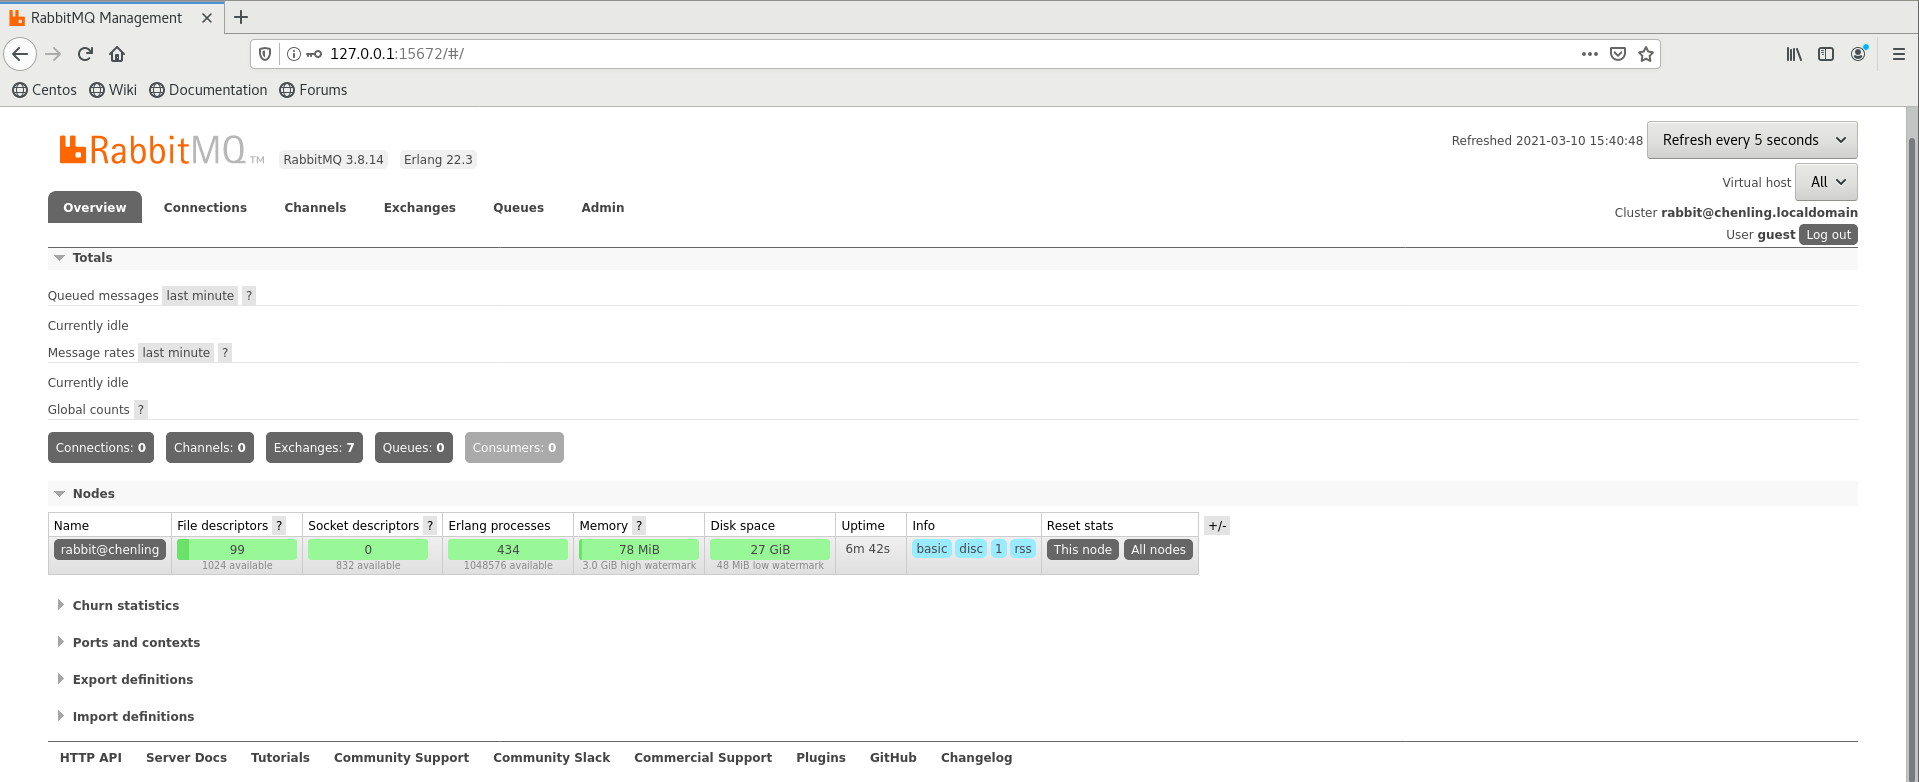 RabbitMQ Management
127.0.0.1:15672/#/
Centos Wiki Documentation Forums
RabbitMQ TM RabbitMQ 3.8.14 Erlang 22.3
Refreshed 2021-03-10 15:40:48 Refresh every 5 seconds
Virtual host All
Cluster rabbit@chenling.localdomain
User guest Log out
Overview Connections Channels Exchanges Queues Admin
Totals
Queued messages last minute ?
Currently idle
Message rates last minute ?
Currently idle
Global counts ?
Connections: 0 Channels: 0 Exchanges: 7 Queues: 0 Consumers: 0
Nodes
Name File descriptors ? Socket descriptors ? Erlang processes Memory ? Disk space Uptime Info Reset stats +/-
rabbit@chenling 99 0 434 78 MiB 27 GiB 6m 42s basic disc 1 rss This node All nodes
1024 available 832 available 1048576 available 3.0 GiB high watermark 48 MiB low watermark
Churn statistics
Ports and contexts
Export definitions
Import definitions
HTTP API Server Docs Tutorials Community Support Community Slack Commercial Support Plugins GitHub Changelog